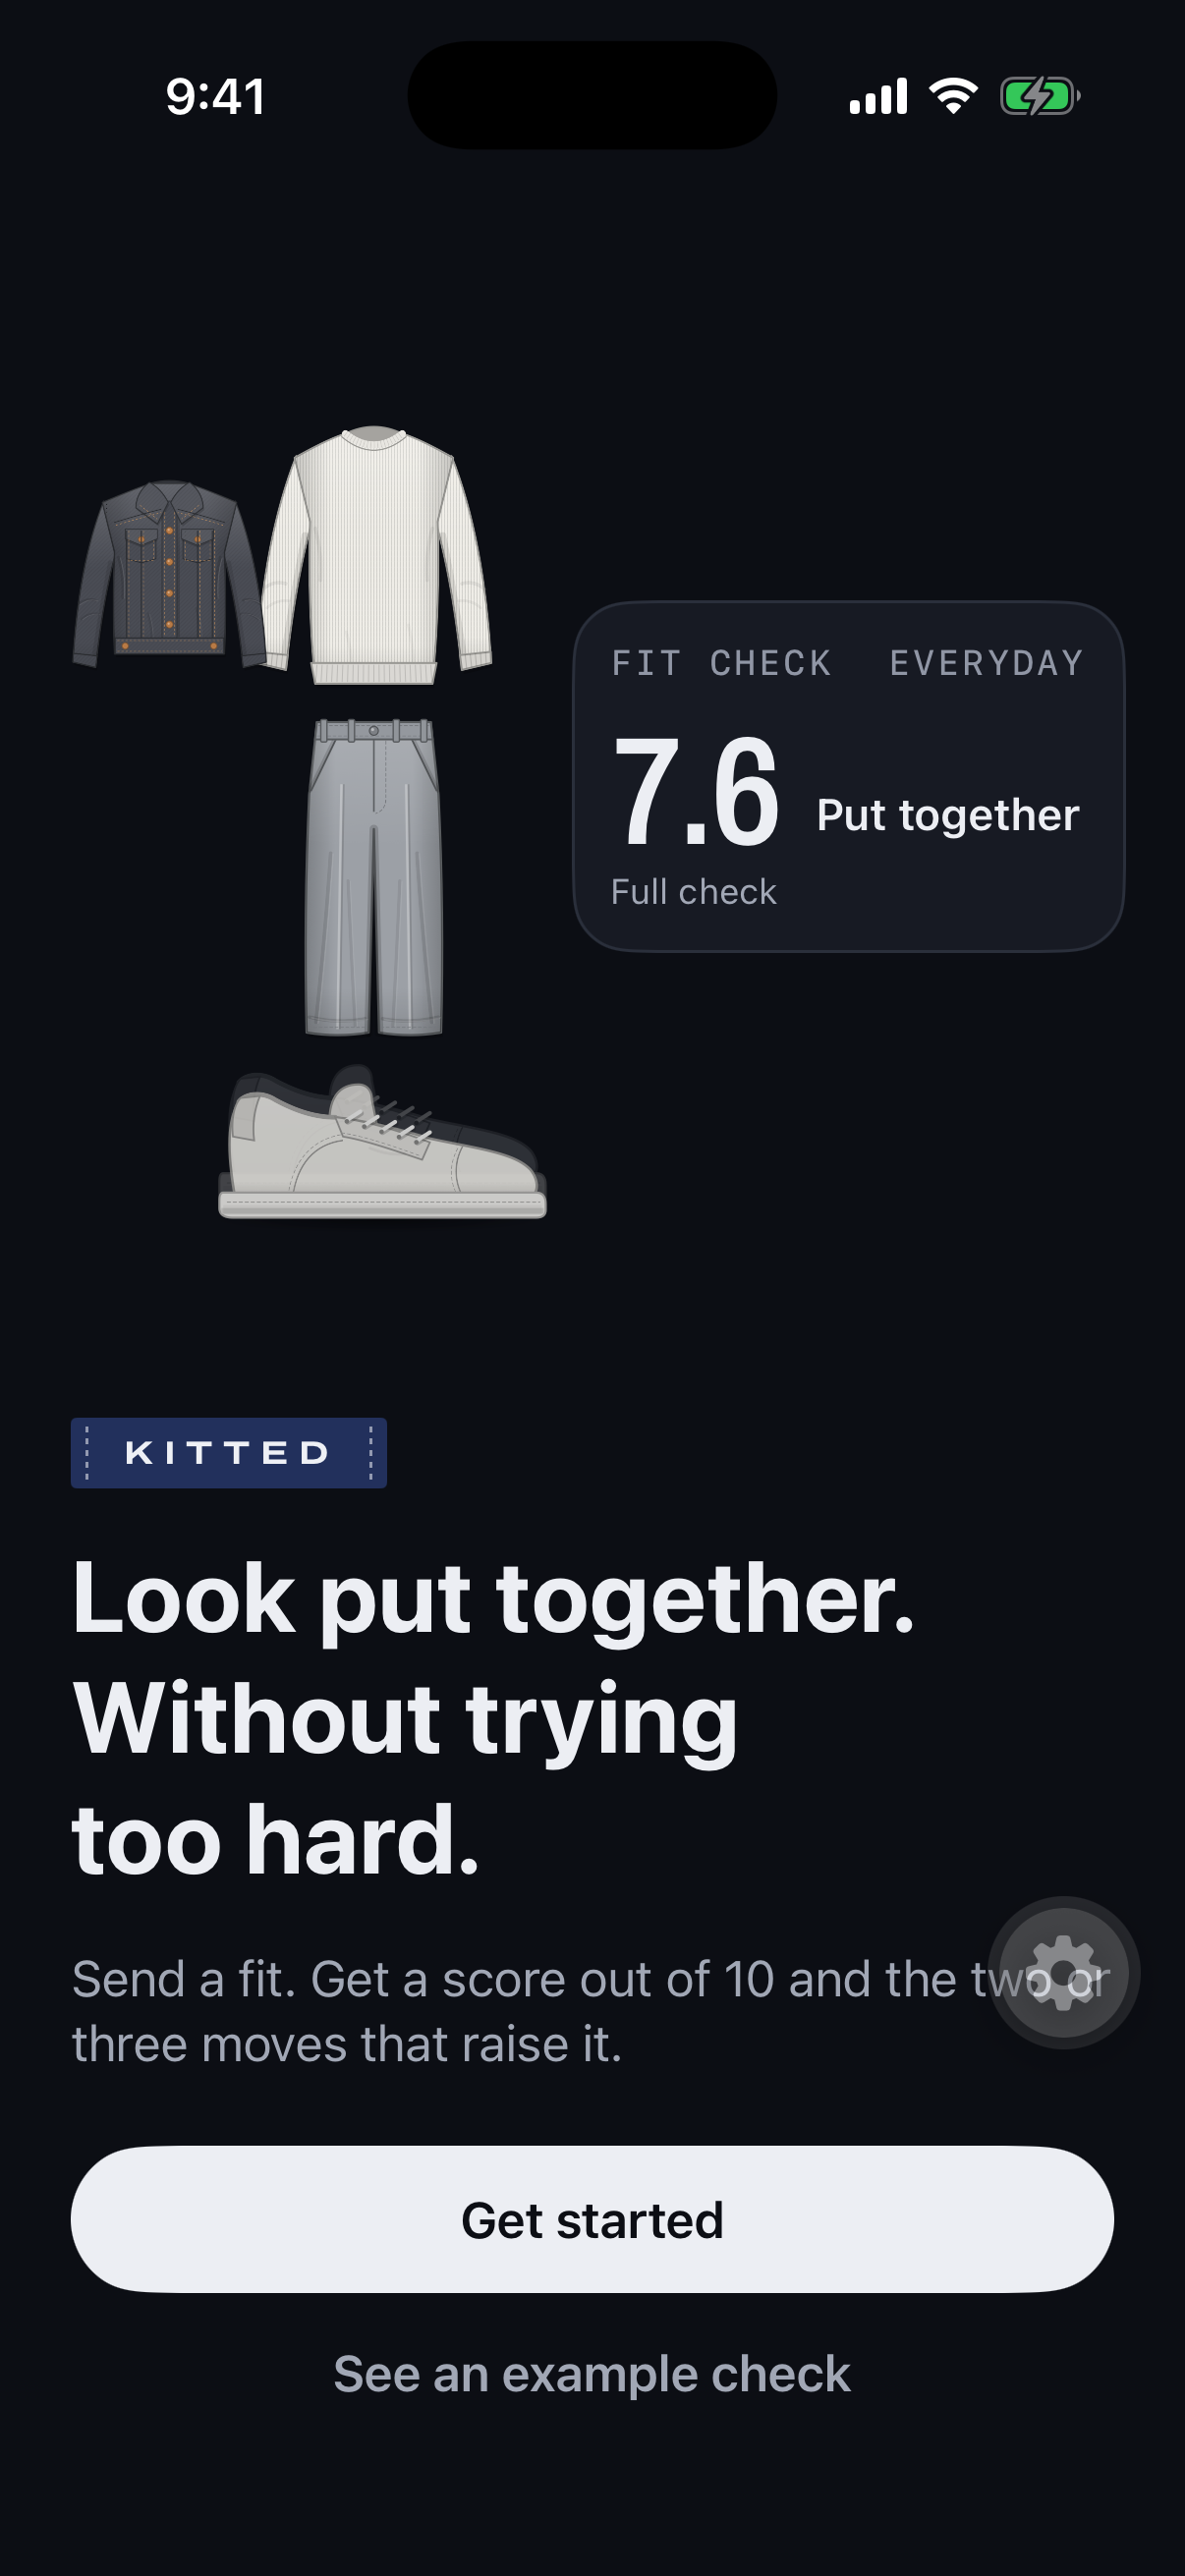 9:41
FIT CHECK EVERYDAY
7.6 Put together
Full check
KITTED
Look put together.
Without trying
too hard.
Send a fit. Get a score out of 10 and the two or
three moves that raise it.
Get started
See an example check